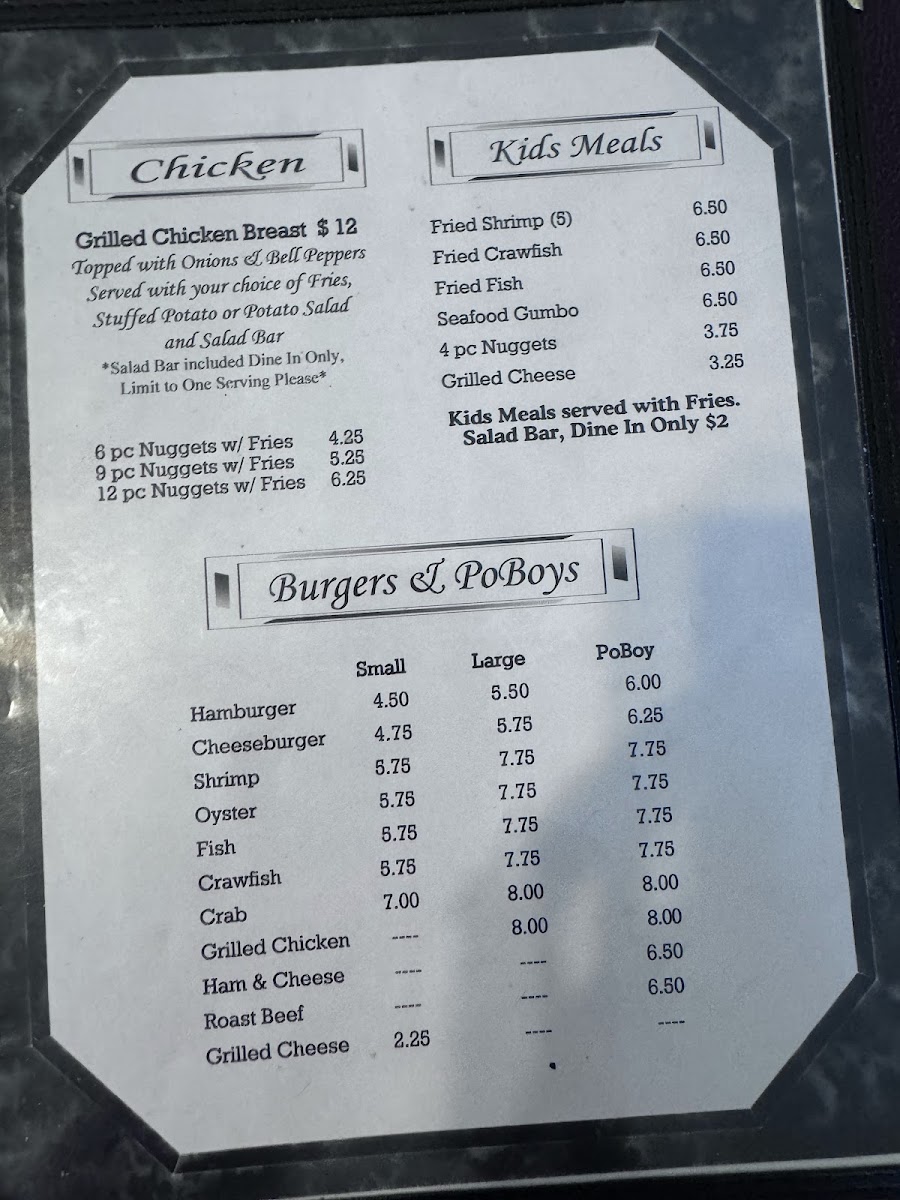 Chicken
Grilled Chicken Breast $ 12
Topped with Onions & Bell Peppers
Served with your choice of Fries,
Stuffed Potato or Potato Salad
and Salad Bar
*Salad Bar included Dine In Only,
Limit to One Serving Please*
6 pc Nuggets w/ Fries 4.25
9 pc Nuggets w/ Fries 5.25
12 pc Nuggets w/ Fries 6.25
Kids Meals
Fried Shrimp (5) 6.50
Fried Crawfish 6.50
Fried Fish 6.50
Seafood Gumbo 6.50
4 pc Nuggets 3.75
Grilled Cheese 3.25
Kids Meals served with Fries.
Salad Bar, Dine In Only $2
Burgers & PoBoys
Small Large PoBoy
Hamburger 4.50 5.50 6.00
Cheeseburger 4.75 5.75 6.25
Shrimp 5.75 7.75 7.75
Oyster 5.75 7.75 7.75
Fish 5.75 7.75 7.75
Crawfish 5.75 7.75 7.75
Crab 7.00 8.00 8.00
Grilled Chicken ---- 8.00 8.00
Ham & Cheese ---- ---- 6.50
Roast Beef ---- ---- 6.50
Grilled Cheese 2.25 ---- ----